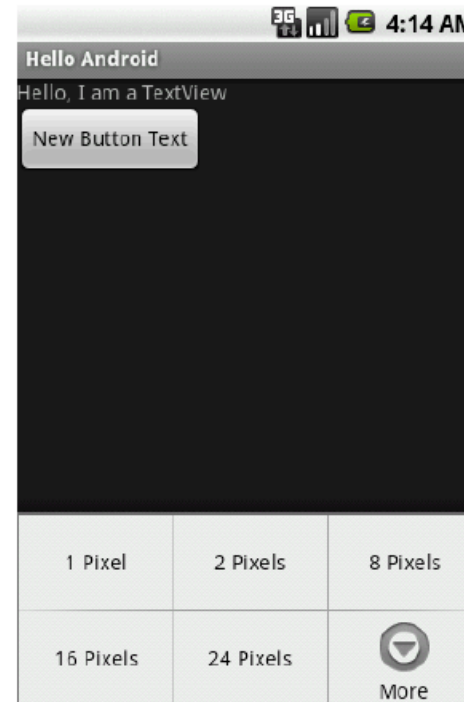 3G 4:14 AM
Hello Android
Hello, I am a TextView
New Button Text
1 Pixel
2 Pixels
8 Pixels
16 Pixels
24 Pixels
More